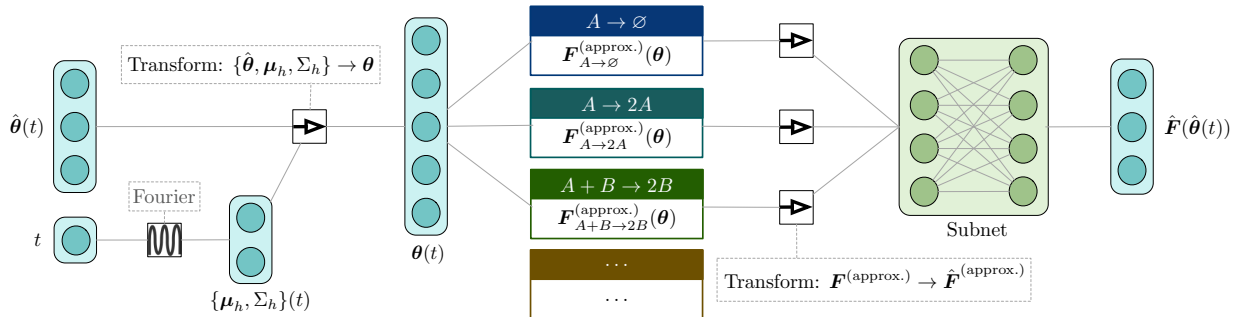 Transform: {θ̂, μ_h, Σ_h} → θ
θ̂(t)
Fourier
t
{μ_h, Σ_h}(t)
θ(t)
A → ∅
F^(approx.)_{A→∅}(θ)
A → 2A
F^(approx.)_{A→2A}(θ)
A + B → 2B
F^(approx.)_{A+B→2B}(θ)
...
...
Transform: F^(approx.) → F̂^(approx.)
Subnet
F̂(θ̂(t))